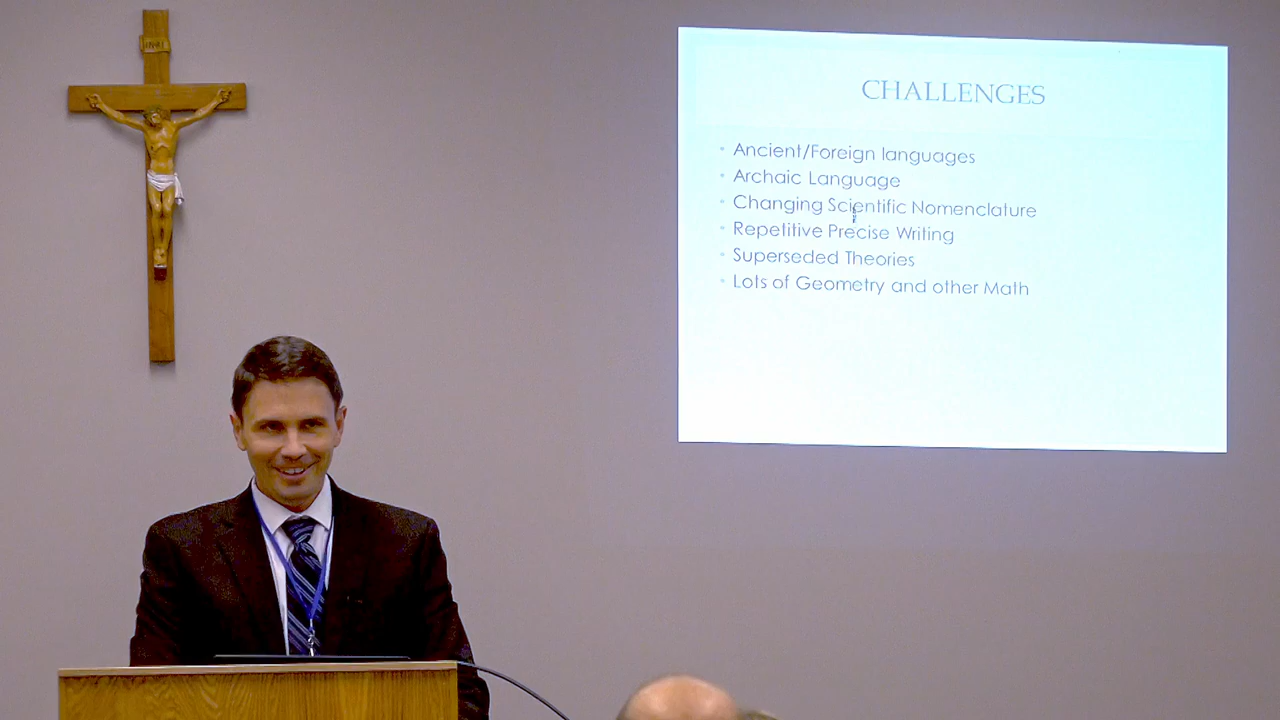 INRI
CHALLENGES
• Ancient/Foreign languages
• Archaic Language
• Changing Scientific Nomenclature
• Repetitive Precise Writing
• Superseded Theories
• Lots of Geometry and other Math